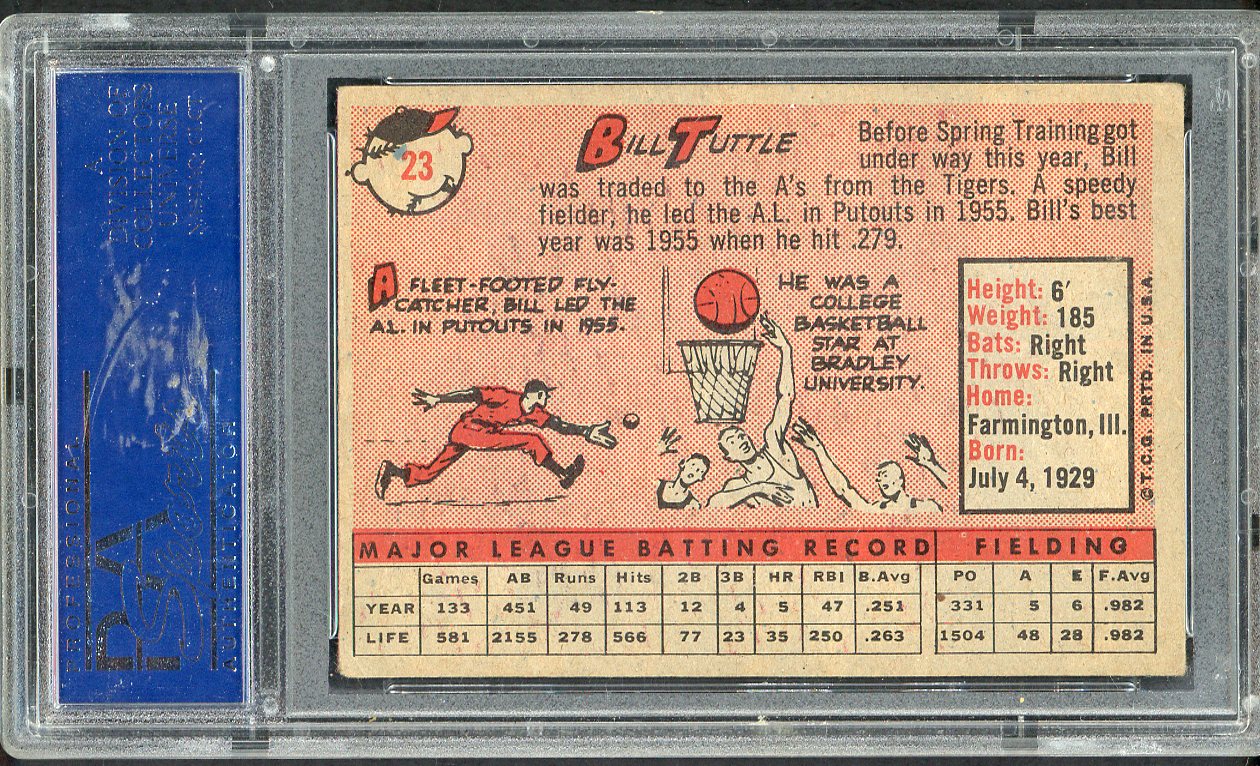 A
DIVISION OF
COLLECTORS
UNIVERSE
NASDAQ: CLCT
PROFESSIONAL
PSA
AUTHENTICATION
23
BILL TUTTLE
Before Spring Training got
under way this year, Bill
was traded to the A's from the Tigers. A speedy
fielder, he led the A.L. in Putouts in 1955. Bill's best
year was 1955 when he hit .279.
A FLEET-FOOTED FLY-
CATCHER, BILL LED THE
A.L. IN PUTOUTS IN 1955.
HE WAS A
COLLEGE
BASKETBALL
STAR AT
BRADLEY
UNIVERSITY.
Height: 6'
Weight: 185
Bats: Right
Throws: Right
Home:
Farmington, Ill.
Born:
July 4, 1929
© T.C.G. PRTD. IN U.S.A.
MAJOR LEAGUE BATTING RECORD FIELDING
Games AB Runs Hits 2B 3B HR RBI B.Avg PO A E F.Avg
YEAR 133 451 49 113 12 4 5 47 .251 331 5 6 .982
LIFE 581 2155 278 566 77 23 35 250 .263 1504 48 28 .982